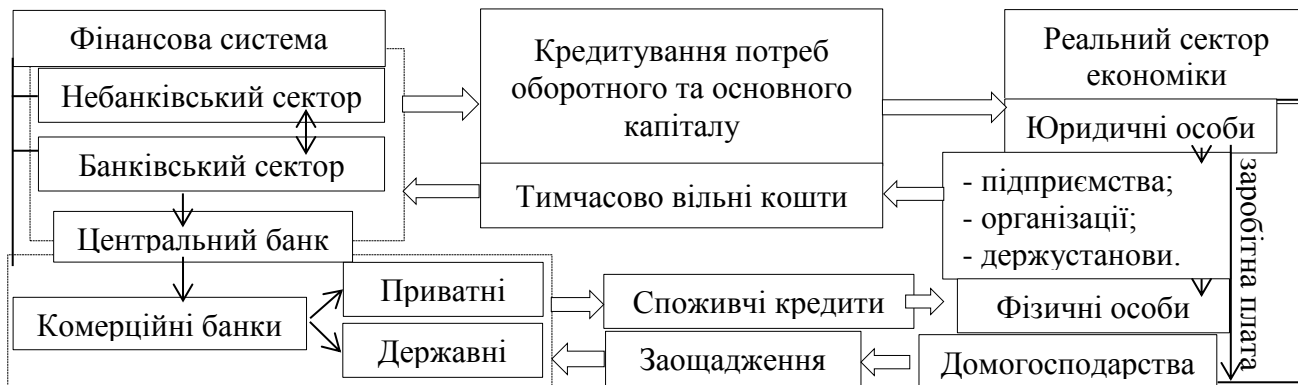 Фінансова система
Небанківський сектор
Банківський сектор
Центральний банк
Комерційні банки
Приватні
Державні
Кредитування потреб
оборотного та основного
капіталу
Тимчасово вільні кошти
Споживчі кредити
Заощадження
Реальний сектор
економіки
Юридичні особи
- підприємства;
- організації;
- держустанови.
Фізичні особи
Домогосподарства
заробітна плата